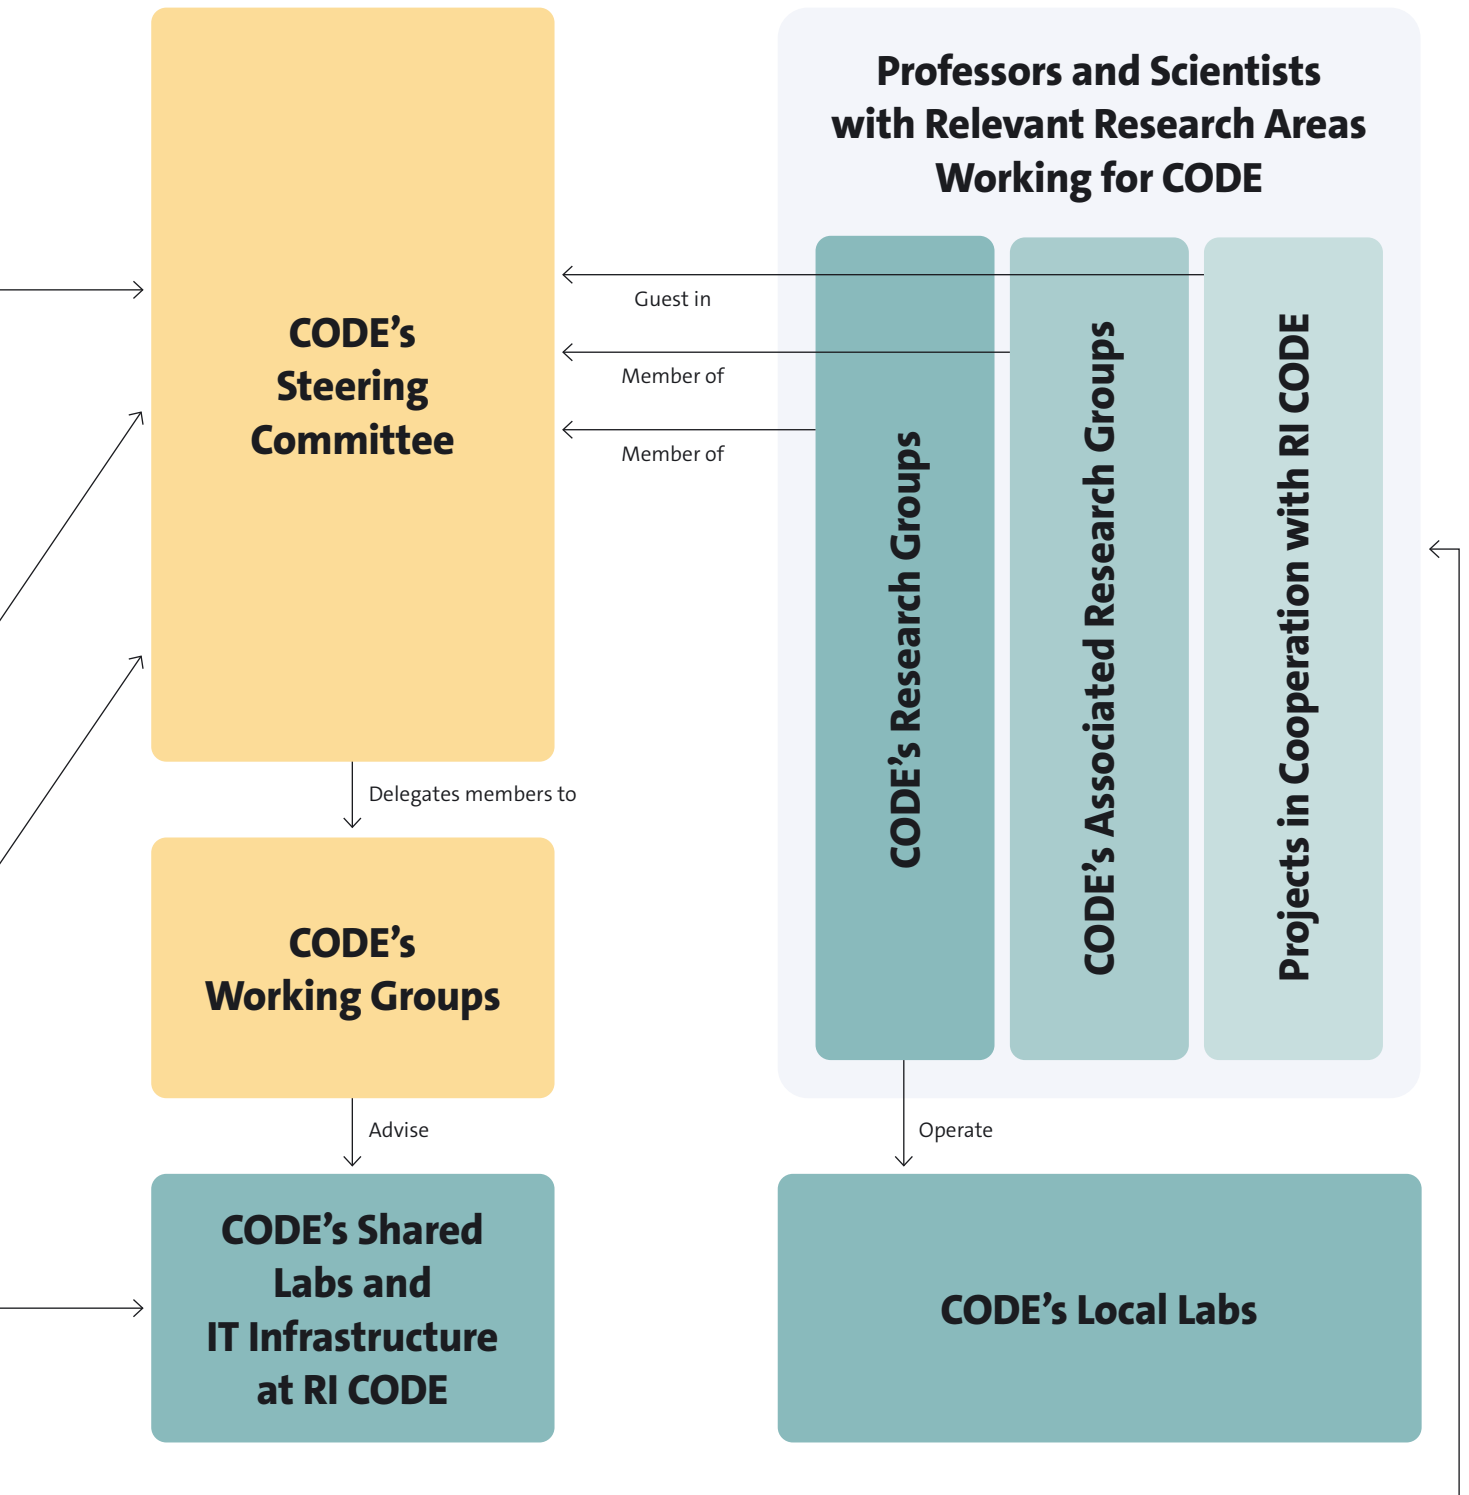 Professors and Scientists
with Relevant Research Areas
Working for CODE
CODE’s
Steering
Committee
Guest in
Member of
Member of
CODE’s Research Groups
CODE’s Associated Research Groups
Projects in Cooperation with RI CODE
Delegates members to
CODE’s
Working Groups
Advise
Operate
CODE’s Shared
Labs and
IT Infrastructure
at RI CODE
CODE’s Local Labs